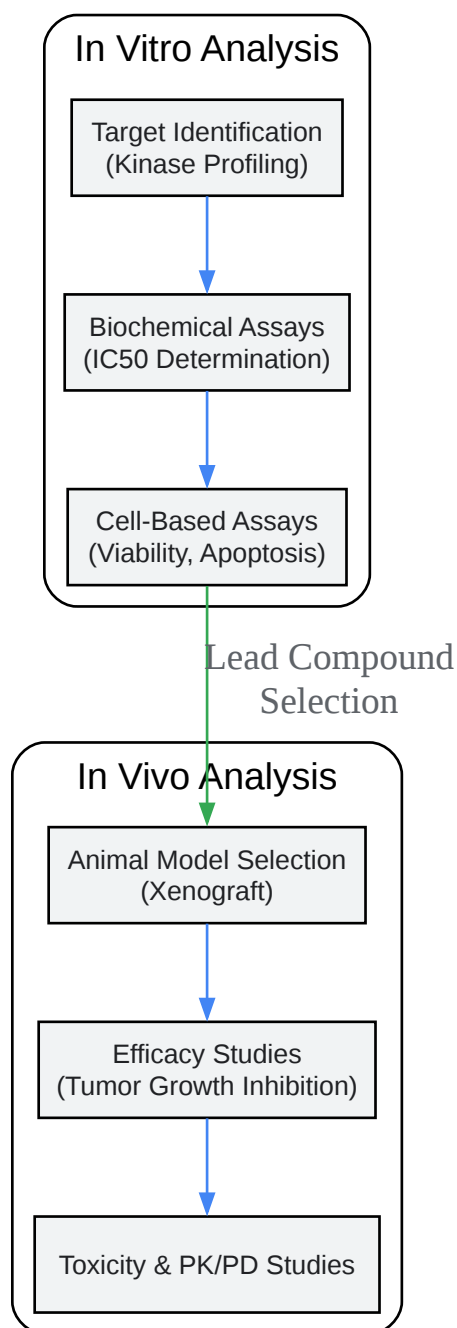 In Vitro Analysis
Target Identification
(Kinase Profiling)
Biochemical Assays
(IC50 Determination)
Cell-Based Assays
(Viability, Apoptosis)
Lead Compound
Selection
In Vivo Analysis
Animal Model Selection
(Xenograft)
Efficacy Studies
(Tumor Growth Inhibition)
Toxicity & PK/PD Studies